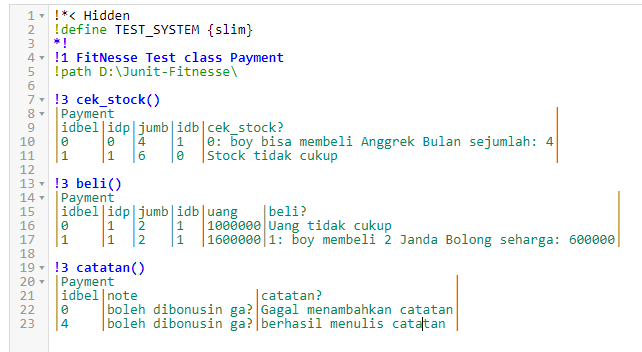 1 !*< Hidden
2 !define TEST_SYSTEM {slim}
3 *!
4 !1 FitNesse Test class Payment
5 !path D:\Junit-Fitnesse\
6
7 !3 cek_stock()
8 |Payment |
9 |idbel|idp|jumb|idb|cek_stock? |
10 |0 |0 |4 |1 |0: boy bisa membeli Anggrek Bulan sejumlah: 4|
11 |1 |1 |6 |0 |Stock tidak cukup |
12
13 !3 beli()
14 |Payment |
15 |idbel|idp|jumb|idb|uang |beli? |
16 |0 |1 |2 |1 |1000000|Uang tidak cukup |
17 |1 |1 |2 |1 |1600000|1: boy membeli 2 Janda Bolong seharga: 600000|
18
19 !3 catatan()
20 |Payment |
21 |idbel|note |catatan? |
22 |0 |boleh dibonusin ga?|Gagal menambahkan catatan|
23 |4 |boleh dibonusin ga?|berhasil menulis catatan |